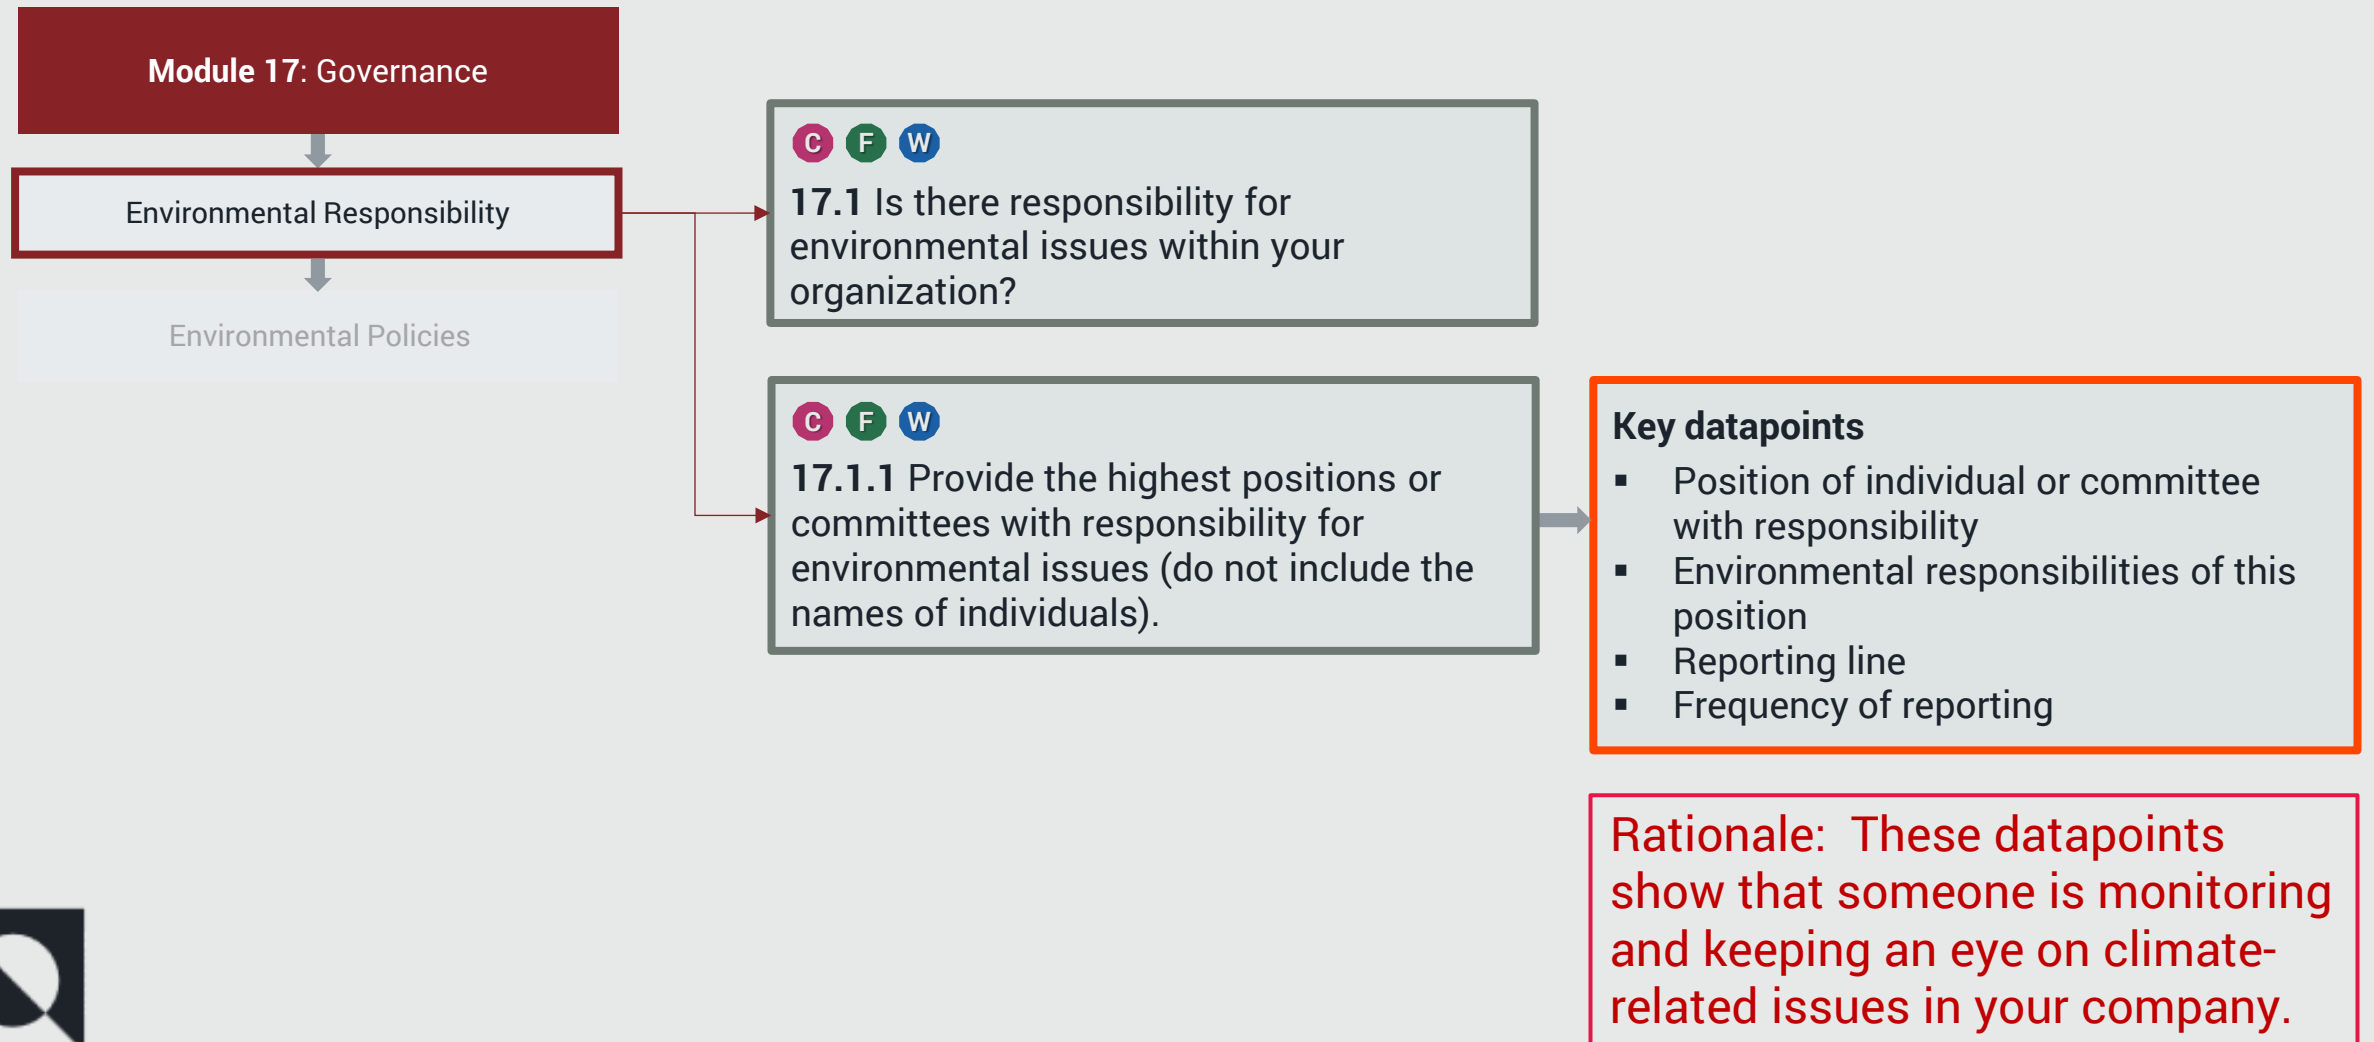 Module 17: Governance
Environmental Responsibility
Environmental Policies
C F W
17.1 Is there responsibility for
environmental issues within your
organization?
C F W
17.1.1 Provide the highest positions or
committees with responsibility for
environmental issues (do not include the
names of individuals).
Key datapoints
▪ Position of individual or committee
with responsibility
▪ Environmental responsibilities of this
position
▪ Reporting line
▪ Frequency of reporting
Rationale: These datapoints
show that someone is monitoring
and keeping an eye on climate-
related issues in your company.